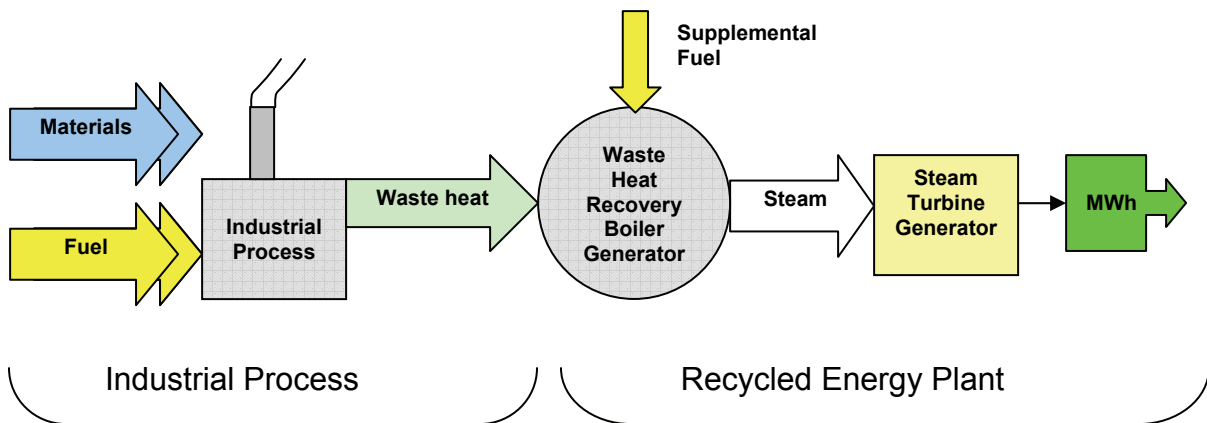 Supplemental
Fuel
Materials
Fuel
Industrial
Process
Waste heat
Waste
Heat
Recovery
Boiler
Generator
Steam
Steam
Turbine
Generator
MWh
Industrial Process
Recycled Energy Plant